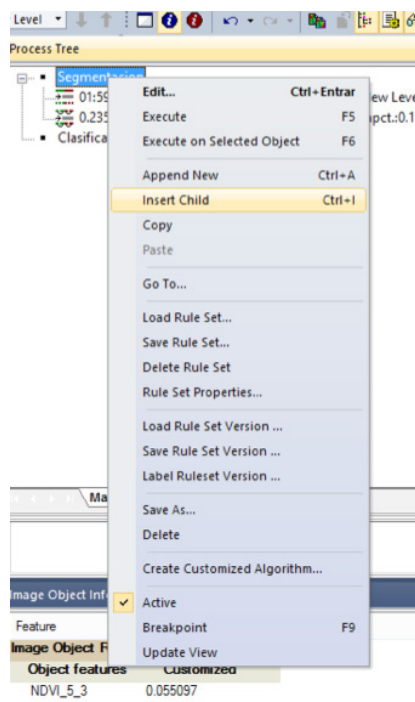 Level
Process Tree
Segmentacion
01:59
Edit... Ctrl+Entrar
ew Leve
0.235
Execute F5
pct.:0.1
Clasifica
Execute on Selected Object F6
Append New Ctrl+A
Insert Child Ctrl+I
Copy
Paste
Go To...
Load Rule Set...
Save Rule Set...
Delete Rule Set
Rule Set Properties...
Load Rule Set Version ...
Save Rule Set Version ...
Label Ruleset Version ...
Ma
Save As...
Delete
Create Customized Algorithm...
Image Object Inf
Active
Feature
Breakpoint F9
Image Object R
Update View
Object features Customized
NDVI_5_3 0.055097